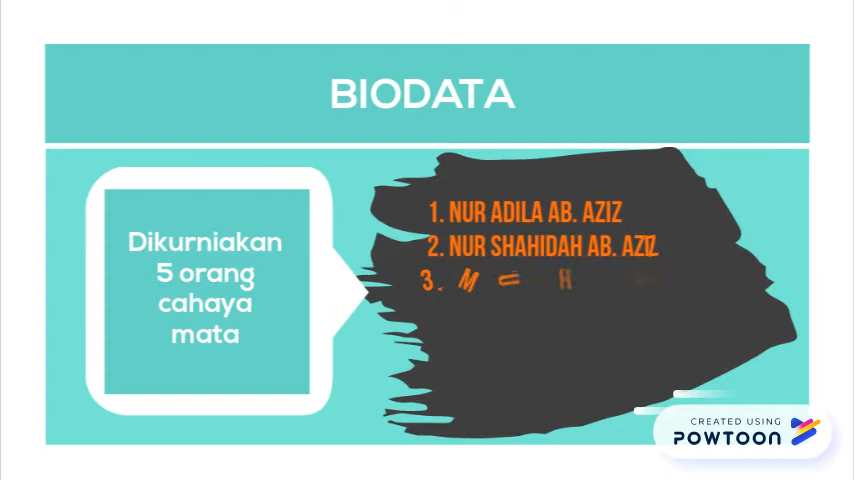 BIODATA
Dikurniakan
5 orang
cahaya
mata
1. NUR ADILA AB. AZIZ
2. NUR SHAHIDAH AB. AZIZ
3.
CREATED USING
POWTOON